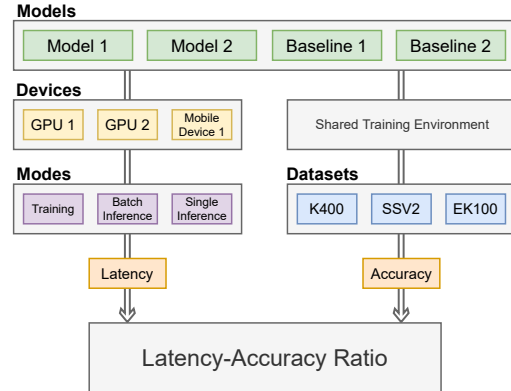 Models
Model 1 Model 2 Baseline 1 Baseline 2
Devices
GPU 1 GPU 2 Mobile
Device 1
Shared Training Environment
Modes
Training Batch
Inference Single
Inference
Datasets
K400 SSV2 EK100
Latency
Accuracy
Latency-Accuracy Ratio